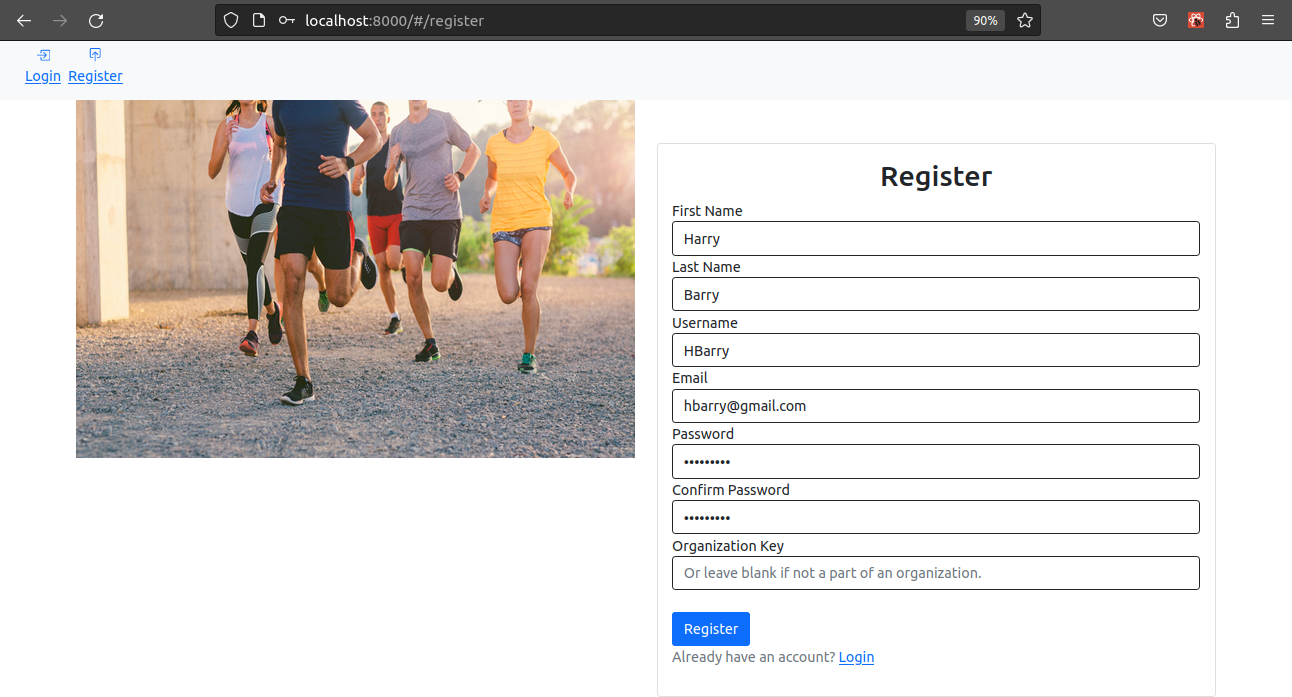 localhost:8000/#/register
90%
Login Register
Register
First Name
Harry
Last Name
Barry
Username
HBarry
Email
hbarry@gmail.com
Password
•••••••••
Confirm Password
•••••••••
Organization Key
Or leave blank if not a part of an organization.
Register
Already have an account? Login